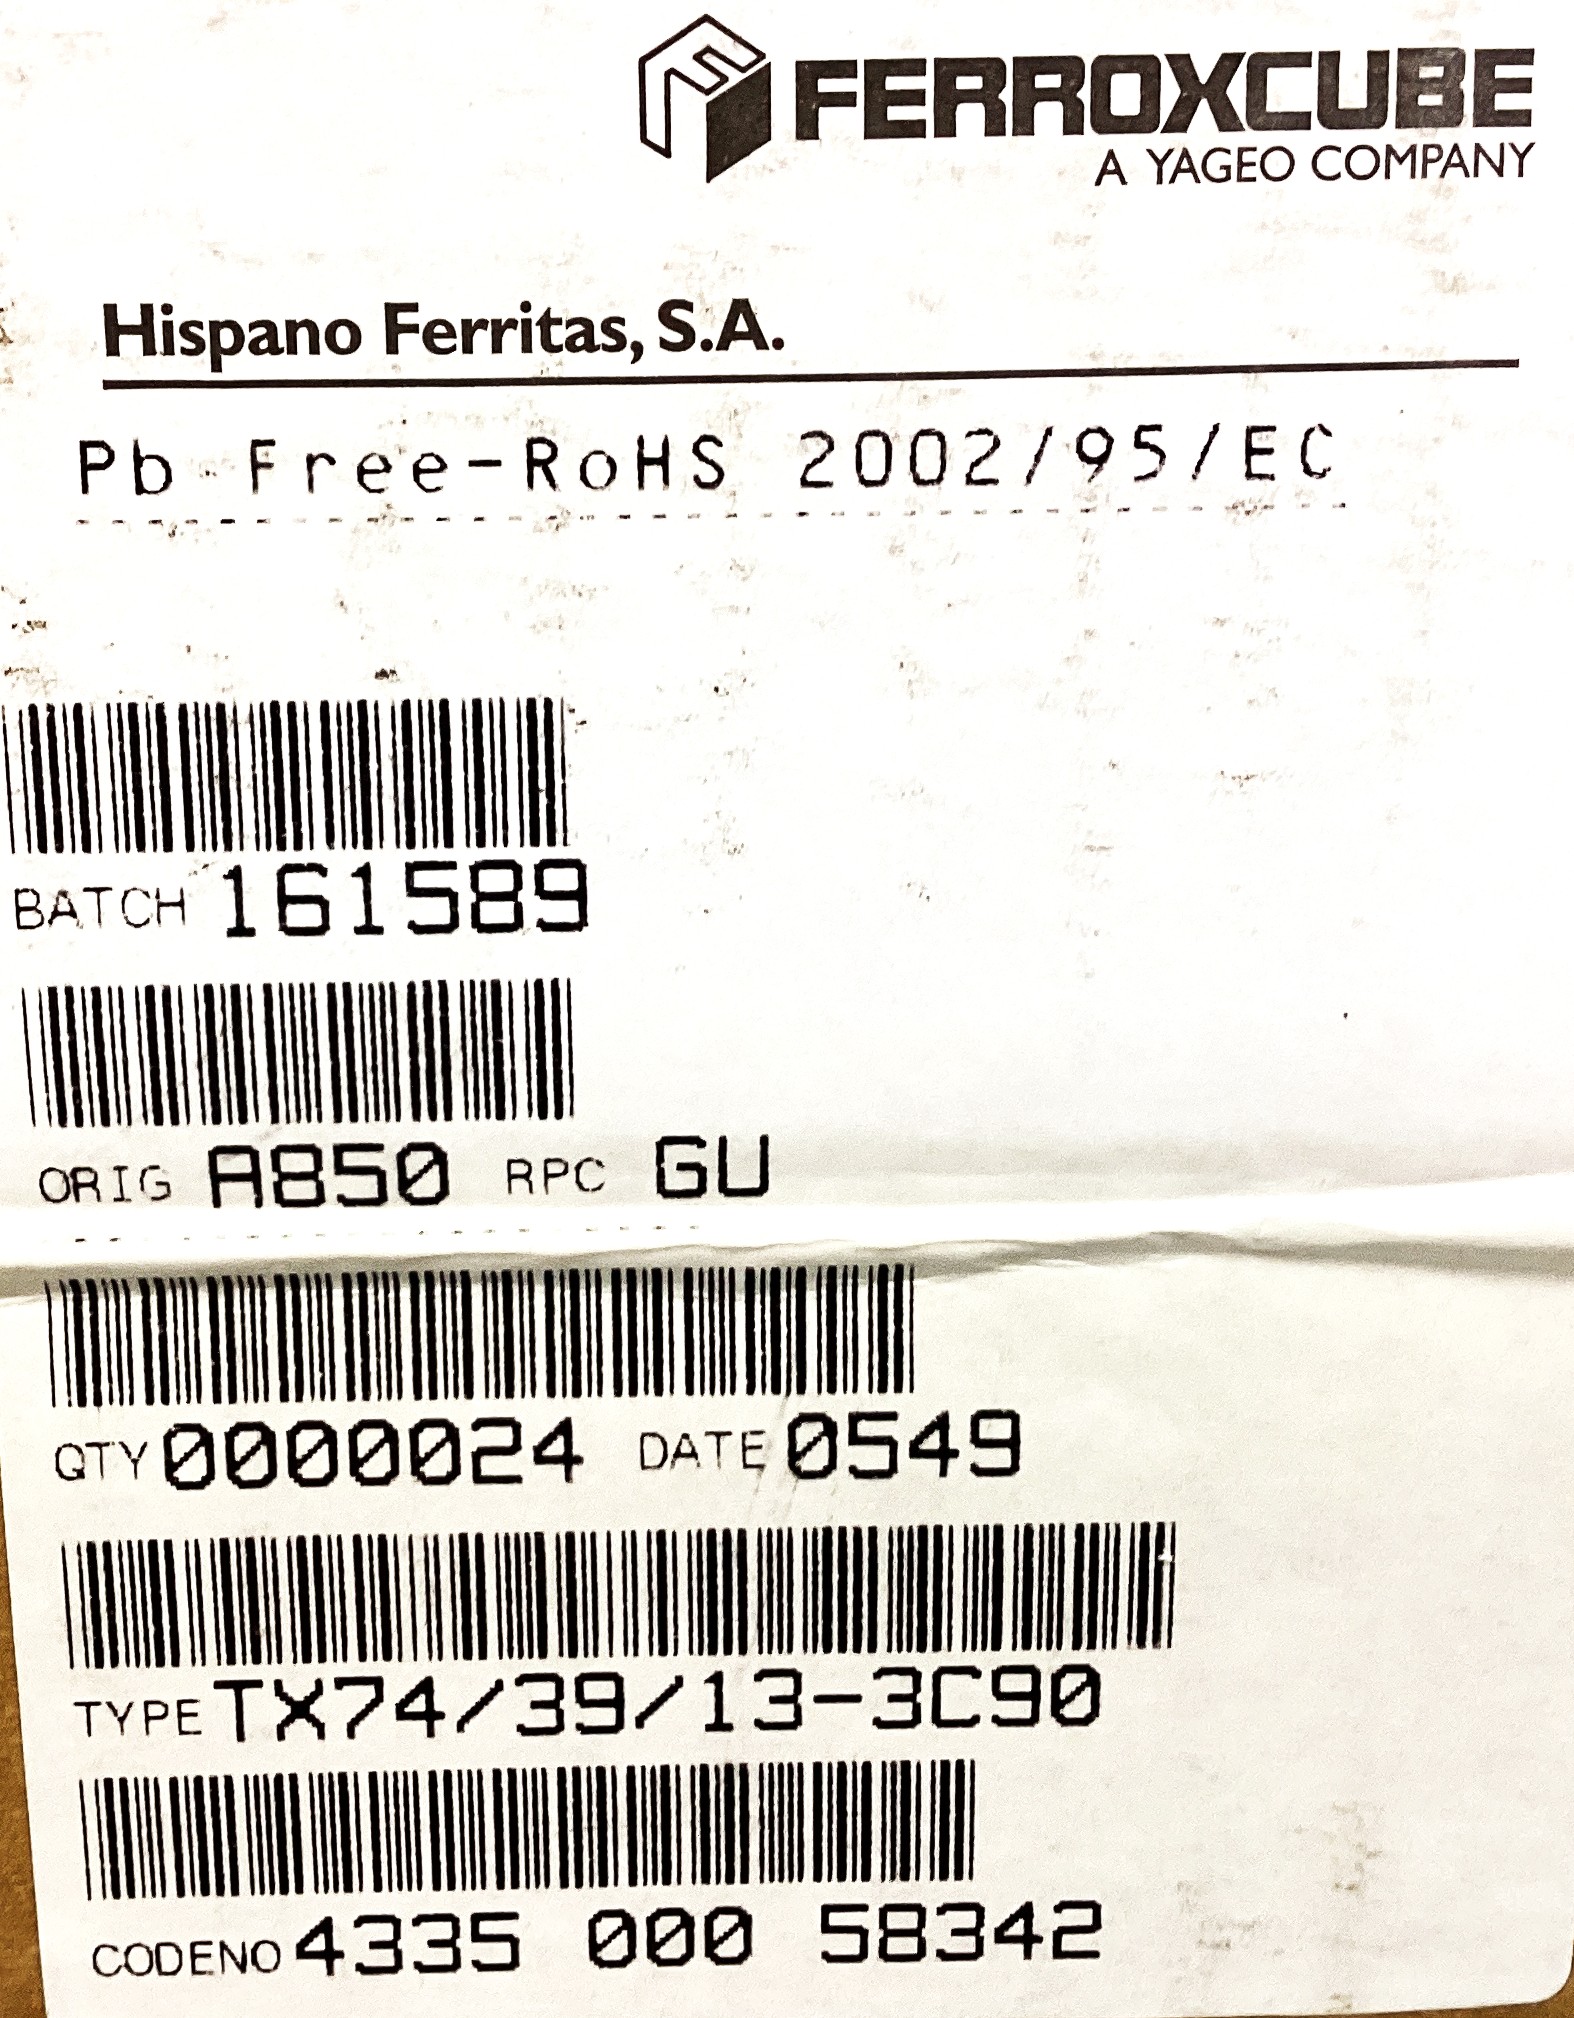 FERROXCUBE
A YAGEO COMPANY
Hispano Ferritas, S.A.
Pb-Free-RoHS 2002/95/EC
BATCH 161589
ORIG A850 RPC GU
QTY 0000024 DATE 0549
TYPE TX74/39/13-3C90
CODENO 4335 000 58342